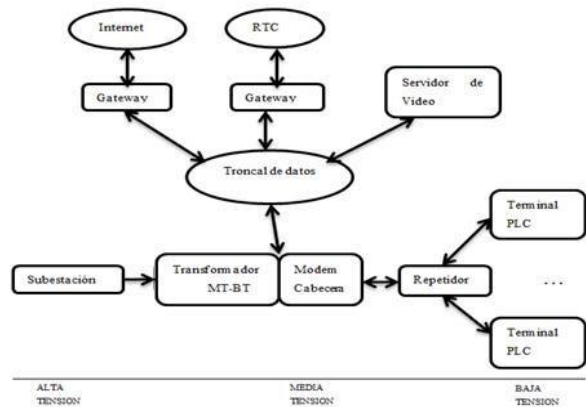 Internet
RTC
Gateway
Gateway
Servidor de
Video
Troncal de datos
Terminal
PLC
Subestación
Transformador
MT-BT
Modem
Cabecera
Repetidor
...
Terminal
PLC
ALTA
TENSION
MEDIA
TENSION
BAJA
TENSION